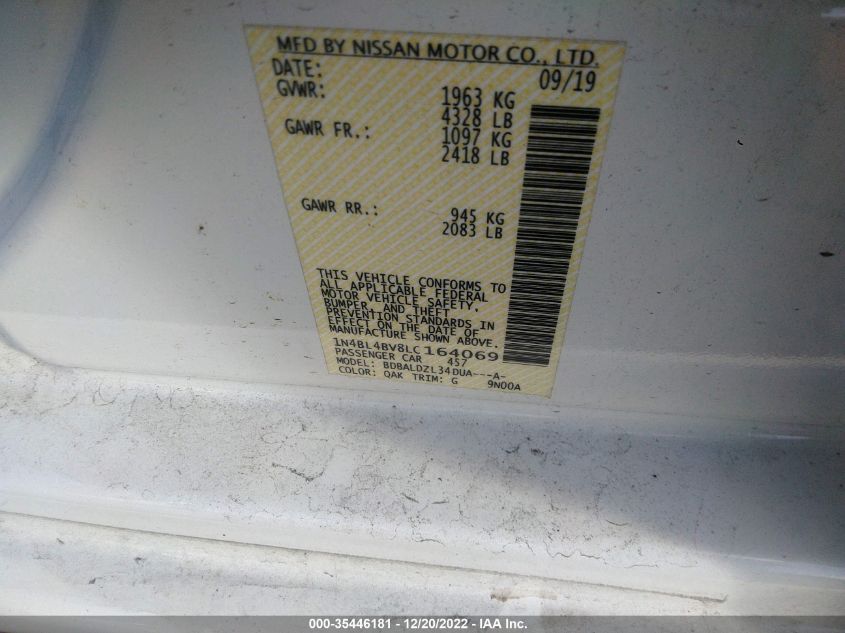 MFD BY NISSAN MOTOR CO., LTD.
DATE: 09/19
GVWR: 1963 KG
4328 LB
GAWR FR.: 1097 KG
2418 LB
GAWR RR.: 945 KG
2083 LB
THIS VEHICLE CONFORMS TO
ALL APPLICABLE FEDERAL
MOTOR VEHICLE SAFETY,
BUMPER, AND THEFT
PREVENTION STANDARDS IN
EFFECT ON THE DATE OF
MANUFACTURE SHOWN ABOVE.
1N4BL4BV8LC164069
PASSENGER CAR 457
MODEL: BDBALDZL34DUA---A-
COLOR: QAK TRIM: G 9N00A
000-35446181 - 12/20/2022 - IAA Inc.